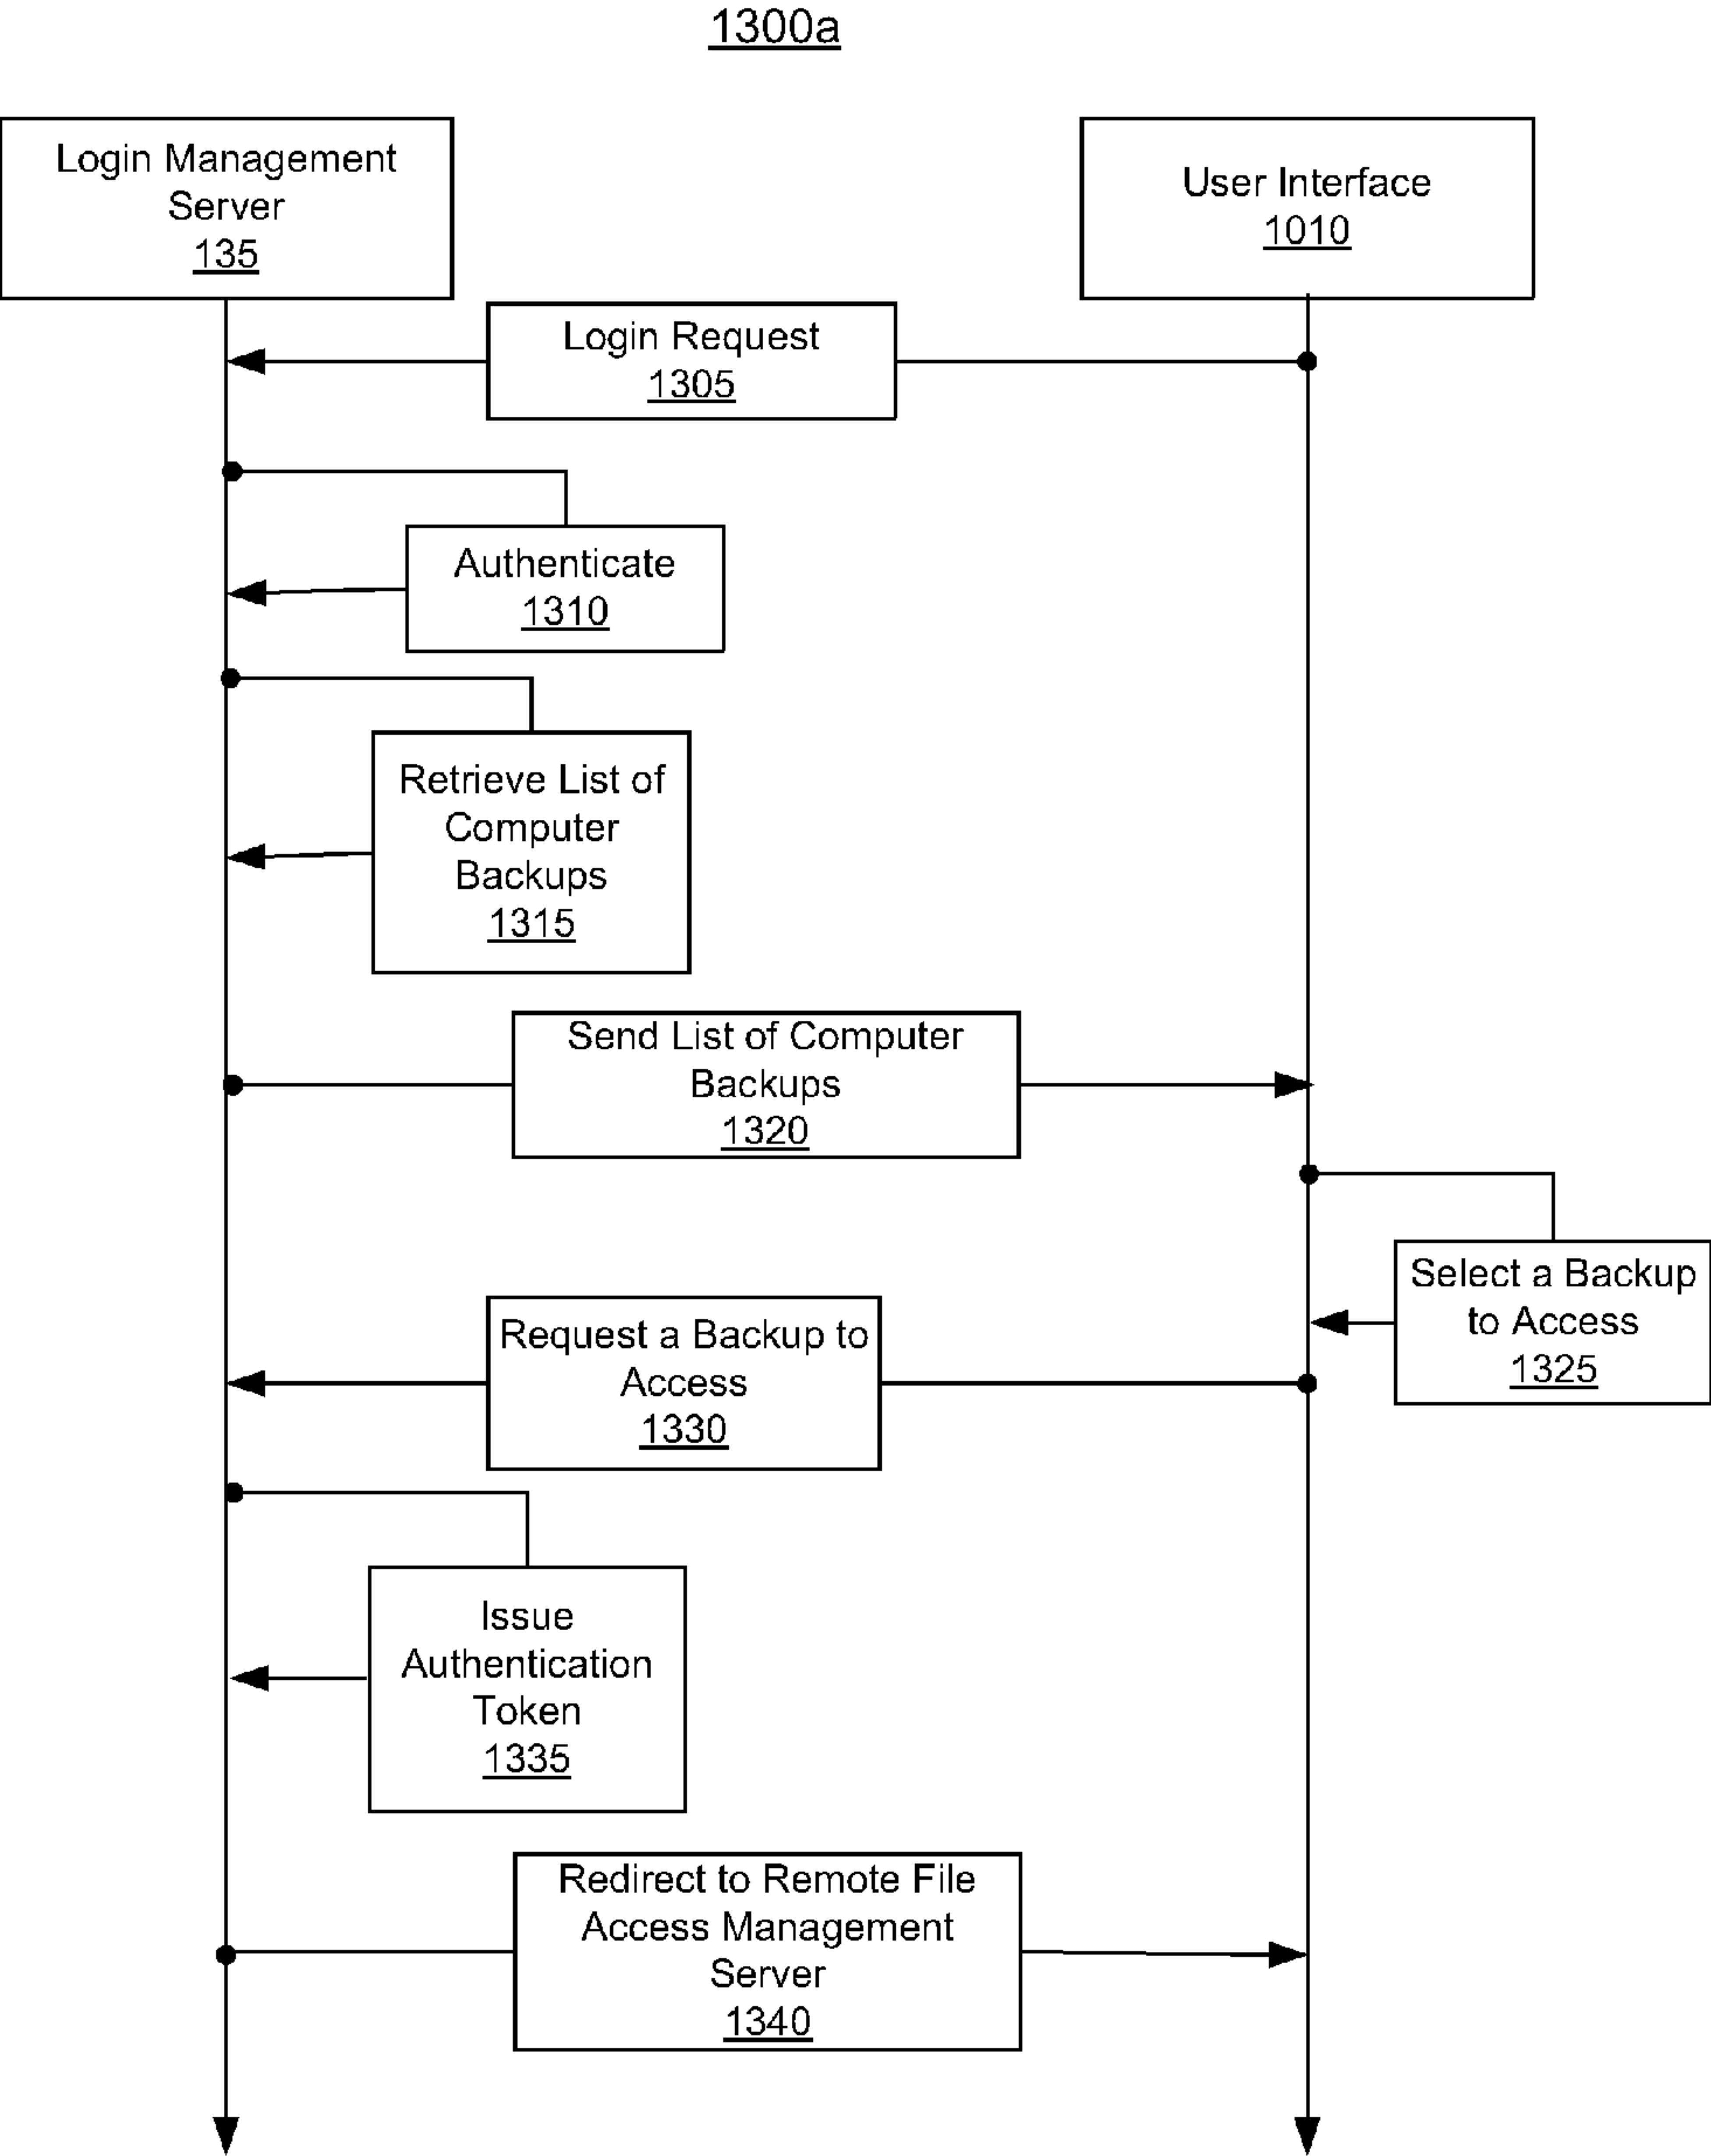 1300a
Login Management
Server
135
User Interface
1010
Login Request
1305
Authenticate
1310
Retrieve List of
Computer
Backups
1315
Send List of Computer
Backups
1320
Select a Backup
to Access
1325
Request a Backup to
Access
1330
Issue
Authentication
Token
1335
Redirect to Remote File
Access Management
Server
1340